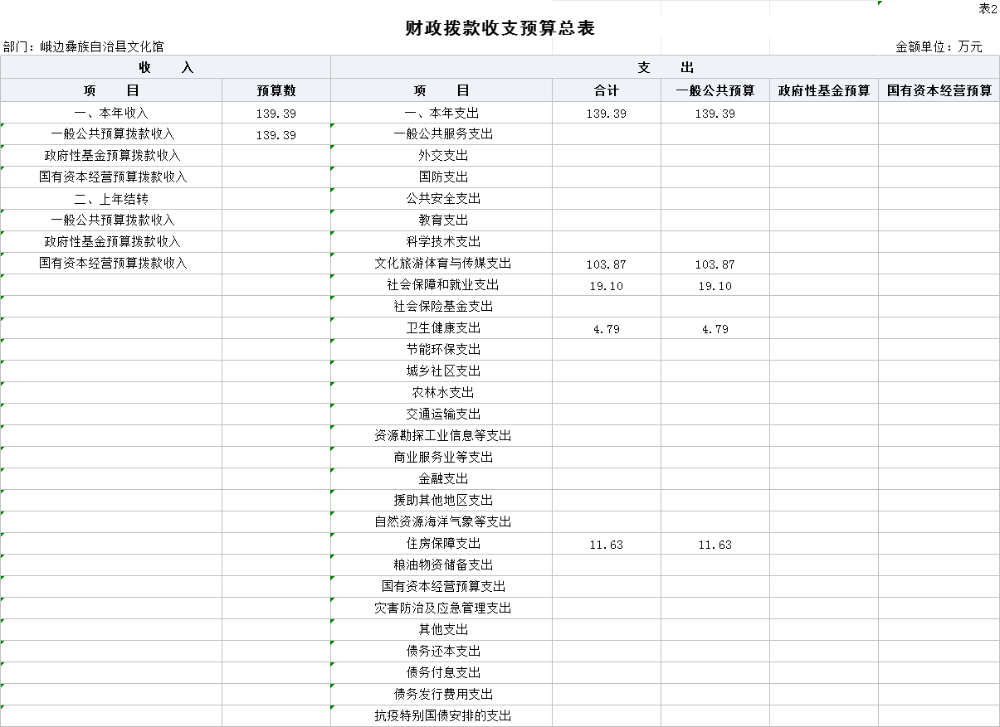 表2
财政拨款收支预算总表
部门：峨边彝族自治县文化馆 金额单位：万元
收 入 支 出
项 目 预算数 项 目 合计 一般公共预算 政府性基金预算 国有资本经营预算
一、本年收入 139.39 一、本年支出 139.39 139.39
一般公共预算拨款收入 139.39 一般公共服务支出
政府性基金预算拨款收入 外交支出
国有资本经营预算拨款收入 国防支出
二、上年结转 公共安全支出
一般公共预算拨款收入 教育支出
政府性基金预算拨款收入 科学技术支出
国有资本经营预算拨款收入 文化旅游体育与传媒支出 103.87 103.87
社会保障和就业支出 19.10 19.10
社会保险基金支出
卫生健康支出 4.79 4.79
节能环保支出
城乡社区支出
农林水支出
交通运输支出
资源勘探工业信息等支出
商业服务业等支出
金融支出
援助其他地区支出
自然资源海洋气象等支出
住房保障支出 11.63 11.63
粮油物资储备支出
国有资本经营预算支出
灾害防治及应急管理支出
其他支出
债务还本支出
债务付息支出
债务发行费用支出
抗疫特别国债安排的支出